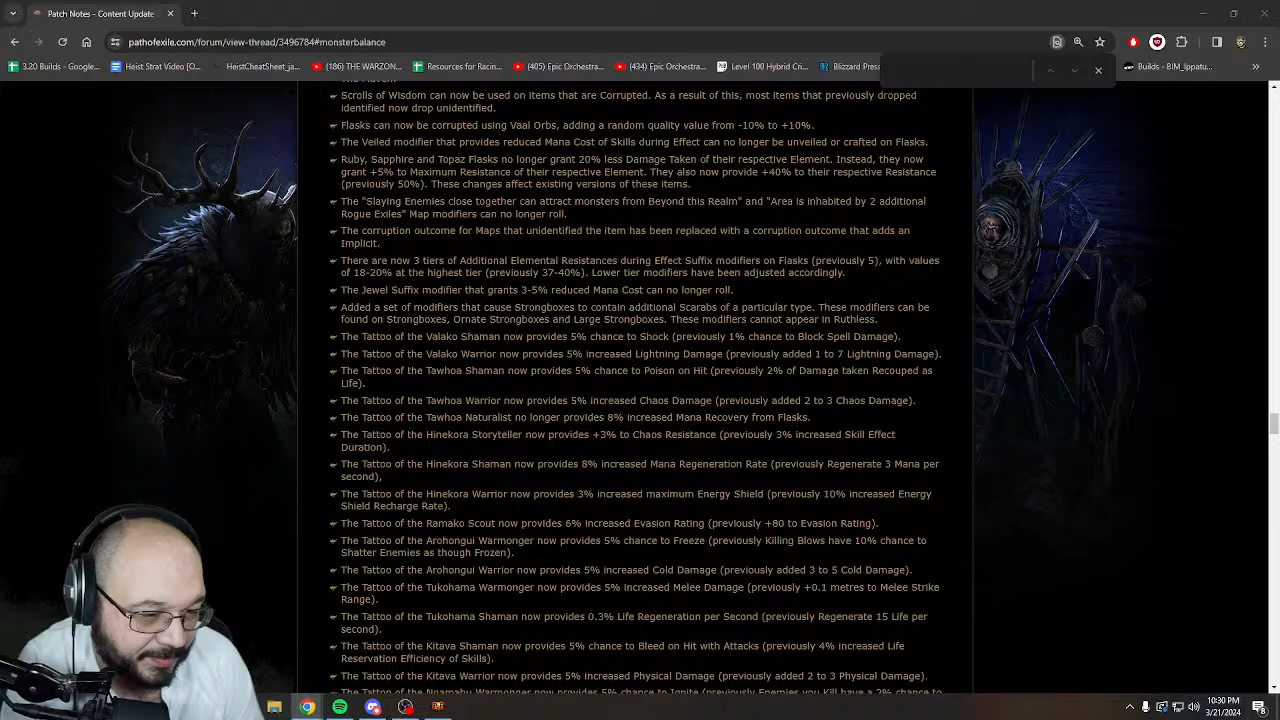 pathofexile.com/forum/view-thread/3496784#monsterbalance
3.20 Builds - Google...
Heist Strat Video [O...
HeistCheatSheet_ja...
(186) THE WARZON...
Resources for Racin...
(405) Epic Orchestra...
(434) Epic Orchestr...
Level 100 Hybrid Cr...
Blizzard Press
Builds - BIM_Ippatu...
Scrolls of Wisdom can now be used on items that are Corrupted. As a result of this, most items that previously dropped
identified now drop unidentified.
Flasks can now be corrupted using Vaal Orbs, adding a random quality value from -10% to +10%.
The Veiled modifier that provides reduced Mana Cost of Skills during Effect can no longer be unveiled or crafted on Flasks.
Ruby, Sapphire and Topaz Flasks no longer grant 20% less Damage Taken of their respective Element. Instead, they now
grant +5% to Maximum Resistance of their respective Element. They also now provide +40% to their respective Resistance
(previously 50%). These changes affect existing versions of these items.
The "Slaying Enemies close together can attract monsters from Beyond this Realm" and "Area is inhabited by 2 additional
Rogue Exiles" Map modifiers can no longer roll.
The corruption outcome for Maps that unidentified the item has been replaced with a corruption outcome that adds an
Implicit.
There are now 3 tiers of Additional Elemental Resistances during Effect Suffix modifiers on Flasks (previously 5), with values
of 18-20% at the highest tier (previously 37-40%). Lower tier modifiers have been adjusted accordingly.
The Jewel Suffix modifier that grants 3-5% reduced Mana Cost can no longer roll.
Added a set of modifiers that cause Strongboxes to contain additional Scarabs of a particular type. These modifiers can be
found on Strongboxes, Ornate Strongboxes and Large Strongboxes. These modifiers cannot appear in Ruthless.
The Tattoo of the Valako Shaman now provides 5% chance to Shock (previously 1% chance to Block Spell Damage).
The Tattoo of the Valako Warrior now provides 5% increased Lightning Damage (previously added 1 to 7 Lightning Damage).
The Tattoo of the Tawhoa Shaman now provides 5% chance to Poison on Hit (previously 2% of Damage taken Recouped as
Life).
The Tattoo of the Tawhoa Warrior now provides 5% increased Chaos Damage (previously added 2 to 3 Chaos Damage).
The Tattoo of the Tawhoa Naturalist no longer provides 8% increased Mana Recovery from Flasks.
The Tattoo of the Hinekora Storyteller now provides +3% to Chaos Resistance (previously 3% increased Skill Effect
Duration).
The Tattoo of the Hinekora Shaman now provides 8% increased Mana Regeneration Rate (previously Regenerate 3 Mana per
second),
The Tattoo of the Hinekora Warrior now provides 3% increased maximum Energy Shield (previously 10% increased Energy
Shield Recharge Rate).
The Tattoo of the Ramako Scout now provides 6% increased Evasion Rating (previously +80 to Evasion Rating).
The Tattoo of the Arohongui Warmonger now provides 5% chance to Freeze (previously Killing Blows have 10% chance to
Shatter Enemies as though Frozen).
The Tattoo of the Arohongui Warrior now provides 5% increased Cold Damage (previously added 3 to 5 Cold Damage).
The Tattoo of the Tukohama Warmonger now provides 5% increased Melee Damage (previously +0.1 metres to Melee Strike
Range).
The Tattoo of the Tukohama Shaman now provides 0.3% Life Regeneration per Second (previously Regenerate 15 Life per
second).
The Tattoo of the Kitava Shaman now provides 5% chance to Bleed on Hit with Attacks (previously 4% increased Life
Reservation Efficiency of Skills).
The Tattoo of the Kitava Warrior now provides 5% increased Physical Damage (previously added 2 to 3 Physical Damage).
The Tattoo of the Ngamahu Warmonger now provides 5% chance to Ignite (previously Enemies you Kill have a 2% chance to
10:30 PM
3/21/2024